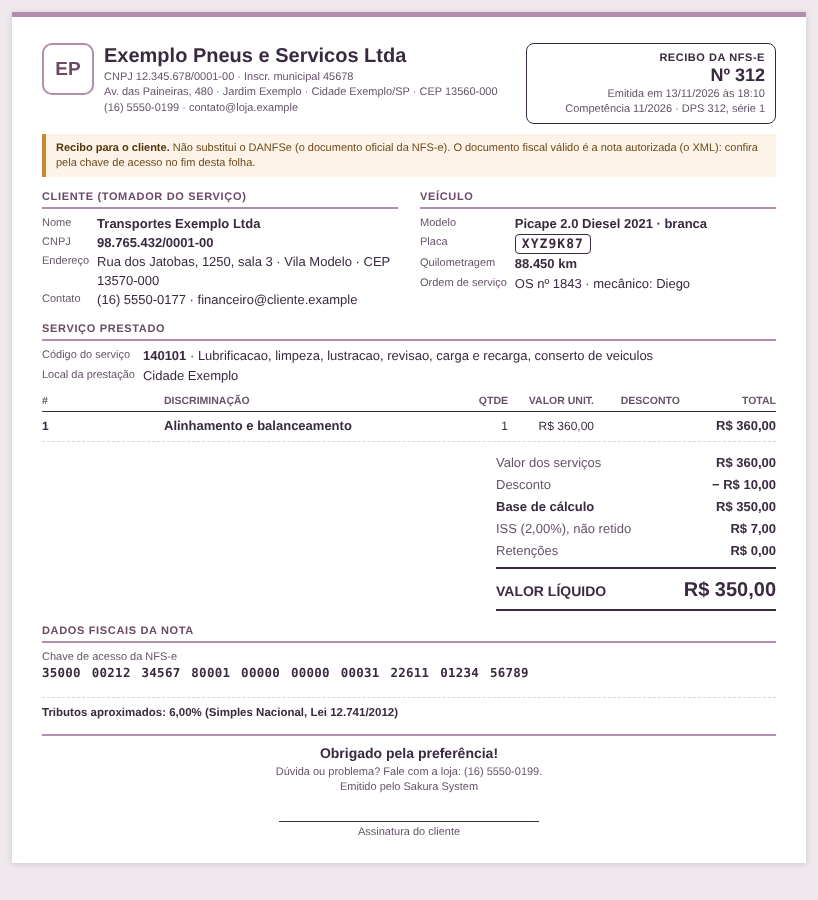 EP
Exemplo Pneus e Servicos Ltda
CNPJ 12.345.678/0001-00 · Inscr. municipal 45678
Av. das Paineiras, 480 · Jardim Exemplo · Cidade Exemplo/SP · CEP 13560-000
(16) 5550-0199 · contato@loja.example
RECIBO DA NFS-E
Nº 312
Emitida em 13/11/2026 às 18:10
Competência 11/2026 · DPS 312, série 1
Recibo para o cliente. Não substitui o DANFSe (o documento oficial da NFS-e). O documento fiscal válido é a nota autorizada (o XML): confira
pela chave de acesso no fim desta folha.
CLIENTE (TOMADOR DO SERVIÇO)
Nome Transportes Exemplo Ltda
CNPJ 98.765.432/0001-00
Endereço Rua dos Jatobas, 1250, sala 3 · Vila Modelo · CEP
13570-000
Contato (16) 5550-0177 · financeiro@cliente.example
VEÍCULO
Modelo Picape 2.0 Diesel 2021 · branca
Placa XYZ9K87
Quilometragem 88.450 km
Ordem de serviço OS nº 1843 · mecânico: Diego
SERVIÇO PRESTADO
Código do serviço 140101 · Lubrificacao, limpeza, lustracao, revisao, carga e recarga, conserto de veiculos
Local da prestação Cidade Exemplo
# DISCRIMINAÇÃO QTDE VALOR UNIT. DESCONTO TOTAL
1 Alinhamento e balanceamento 1 R$ 360,00 R$ 360,00
Valor dos serviços R$ 360,00
Desconto − R$ 10,00
Base de cálculo R$ 350,00
ISS (2,00%), não retido R$ 7,00
Retenções R$ 0,00
VALOR LÍQUIDO R$ 350,00
DADOS FISCAIS DA NOTA
Chave de acesso da NFS-e
35000 00212 34567 80001 00000 00000 00031 22611 01234 56789
Tributos aproximados: 6,00% (Simples Nacional, Lei 12.741/2012)
Obrigado pela preferência!
Dúvida ou problema? Fale com a loja: (16) 5550-0199.
Emitido pelo Sakura System
Assinatura do cliente